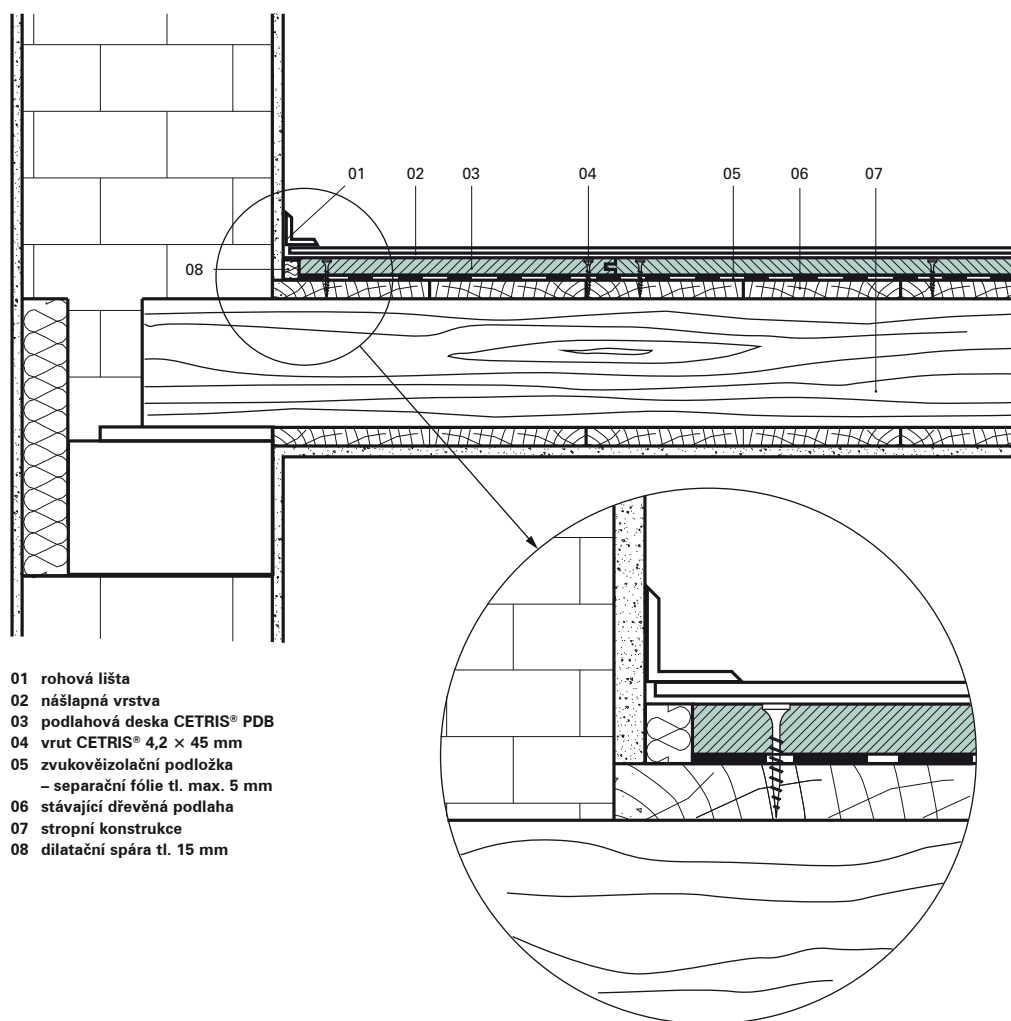 01 02 03 04 05 06 07
08
01 rohová lišta
02 nášlapná vrstva
03 podlahová deska CETRIS® PDB
04 vrut CETRIS® 4,2 × 45 mm
05 zvukověizolační podložka
– separační fólie tl. max. 5 mm
06 stávající dřevěná podlaha
07 stropní konstrukce
08 dilatační spára tl. 15 mm